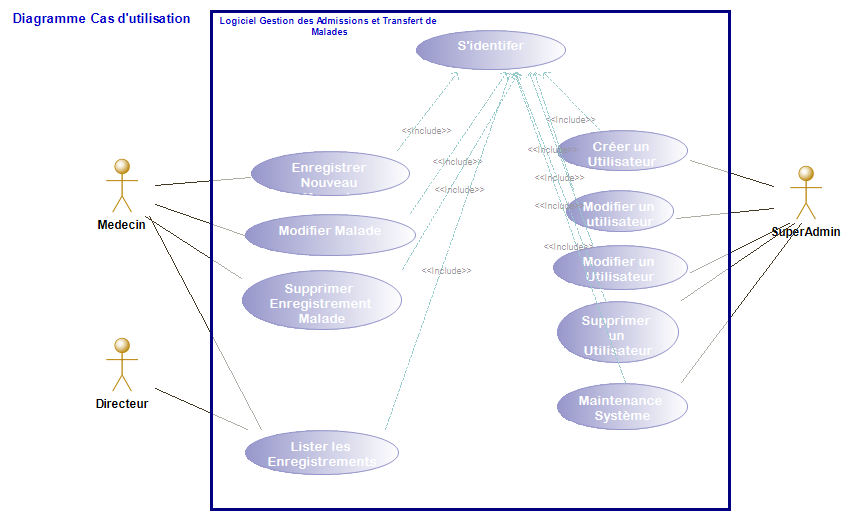 Diagramme Cas d'utilisation
Logiciel Gestion des Admissions et Transfert de
Malades
S'identifer
<<Include>>
<<Include>>
<<Include>>
<<Include>>
<<Include>>
<<Include>>
<<Include>>
<<Include>>
<<Include>>
Enregistrer
Nouveau
Modifier Malade
Supprimer
Enregistrement
Malade
Lister les
Enregistrements
Créer un
Utilisateur
Modifier un
utilisateur
Modifier un
Utilisateur
Supprimer
un
Utilisateur
Maintenance
Système
Medecin
Directeur
SuperAdmin